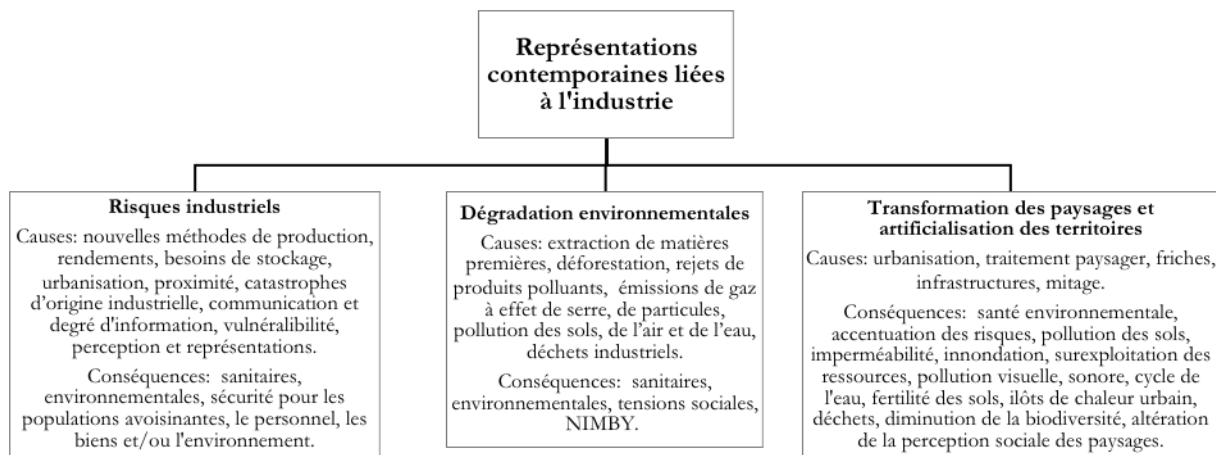 Représentations
contemporaines liées
à l'industrie
Risques industriels
Causes: nouvelles méthodes de production,
rendements, besoins de stockage,
urbanisation, proximité, catastrophes
d’origine industrielle, communication et
degré d'information, vulnéralibilité,
perception et représentations.
Conséquences: sanitaires,
environnementales, sécurité pour les
populations avoisinantes, le personnel, les
biens et/ou l'environnement.
Dégradation environnementales
Causes: extraction de matières
premières, déforestation, rejets de
produits polluants, émissions de gaz
à effet de serre, de particules,
pollution des sols, de l’air et de l’eau,
déchets industriels.
Conséquences: sanitaires,
environnementales, tensions sociales,
NIMBY.
Transformation des paysages et
artificialisation des territoires
Causes: urbanisation, traitement paysager, friches,
infrastructures, mitage.
Conséquences: santé environnementale,
accentuation des risques, pollution des sols,
imperméabilité, innondation, surexploitation des
ressources, pollution visuelle, sonore, cycle de
l'eau, fertilité des sols, ilôts de chaleur urbain,
déchets, diminution de la biodiversité, altération
de la perception sociale des paysages.